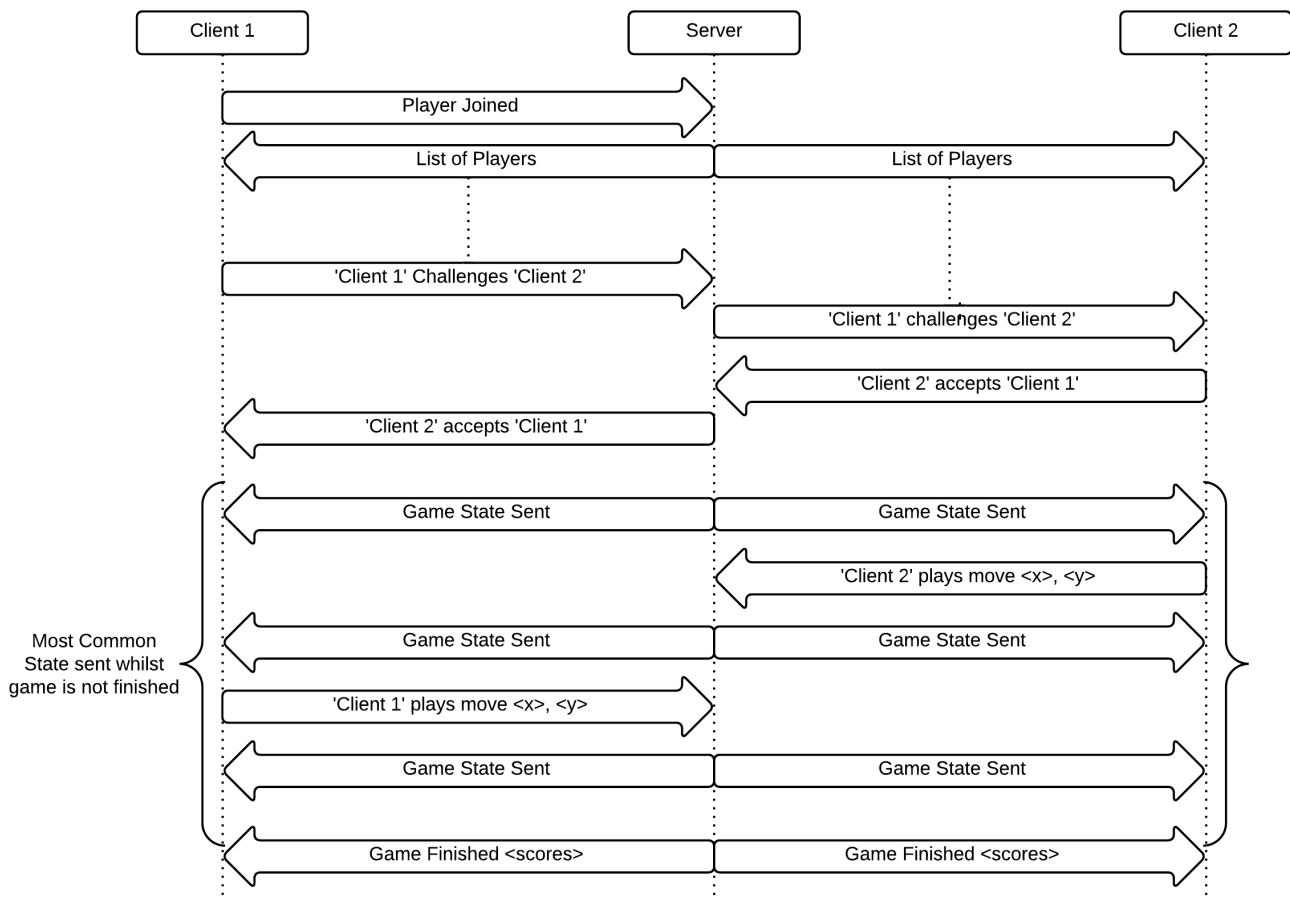 Client 1
Server
Client 2
Player Joined
List of Players
List of Players
'Client 1' Challenges 'Client 2'
'Client 1' challenges 'Client 2'
'Client 2' accepts 'Client 1'
'Client 2' accepts 'Client 1'
Game State Sent
Game State Sent
'Client 2' plays move <x>, <y>
Game State Sent
Game State Sent
Most Common
State sent whilst
game is not finished
'Client 1' plays move <x>, <y>
Game State Sent
Game State Sent
Game Finished <scores>
Game Finished <scores>